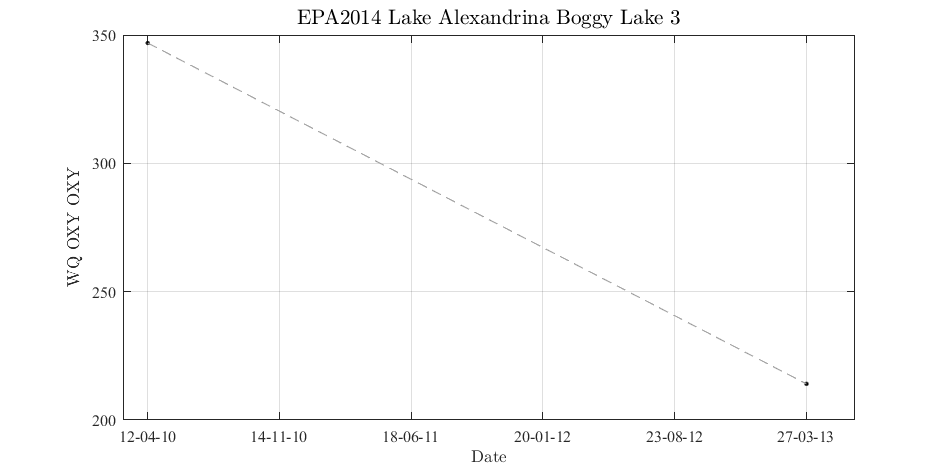 EPA2014 Lake Alexandrina Boggy Lake 3
350
300
250
200
WQ OXY OXY
12-04-10 14-11-10 18-06-11 20-01-12 23-08-12 27-03-13
Date